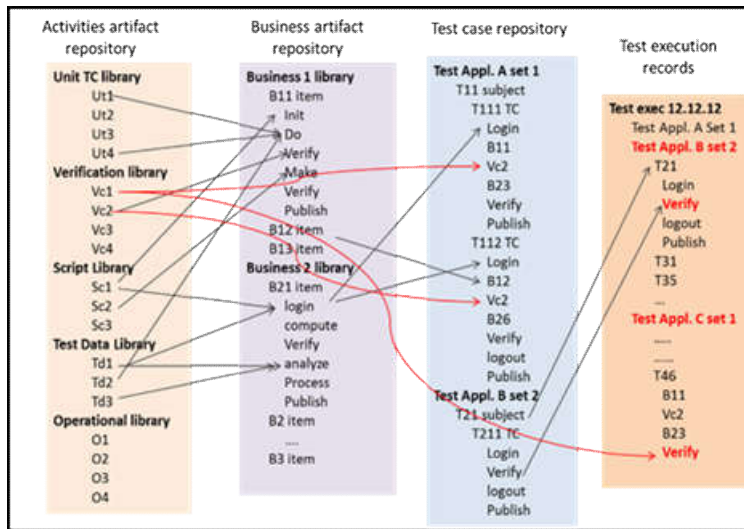 Activities artifact
repository
Unit TC library
Ut1
Ut2
Ut3
Ut4
Verification library
Vc1
Vc2
Vc3
Vc4
Script Library
Sc1
Sc2
Sc3
Test Data Library
Td1
Td2
Td3
Operational library
O1
O2
O3
O4
Business artifact
repository
Business 1 library
B11 item
Init
Do
Verify
Make
Verify
Publish
B12 item
B13 item
Business 2 library
B21 item
login
compute
Verify
analyze
Process
Publish
B2 item
....
B3 item
Test case repository
Test Appl. A set 1
T11 subject
T111 TC
Login
B11
Vc2
B23
Verify
Publish
T112 TC
Login
B12
Vc2
B26
Verify
logout
Publish
Test Appl. B set 2
T21 subject
T211 TC
Login
Verify
logout
Publish
Test execution
records
Test exec 12.12.12
Test Appl. A Set 1
Test Appl. B set 2
T21
Login
Verify
logout
Publish
T31
T35
...
Test Appl. C set 1
.....
......
T46
B11
Vc2
B23
Verify